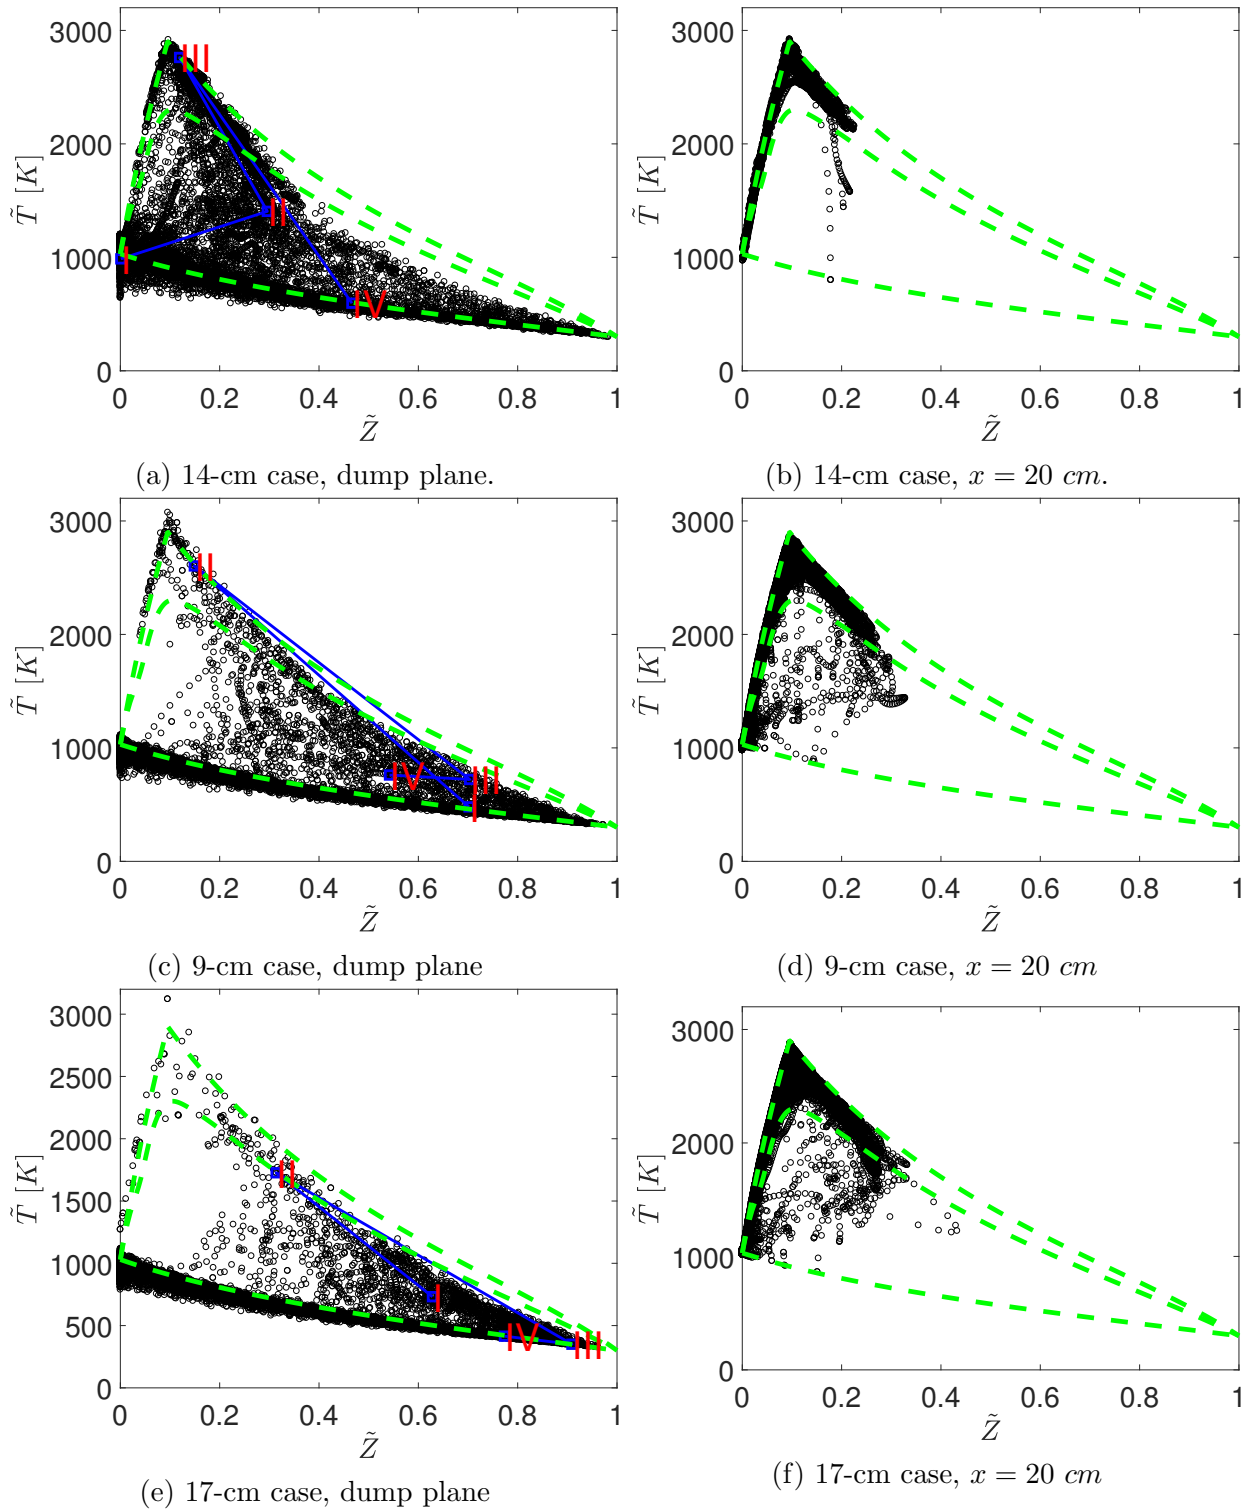 3000
2000
1000
0
T̃ [K]
0 0.2 0.4 0.6 0.8 1
Z̃
I
II
III
IV
(a) 14-cm case, dump plane.
3000
2000
1000
0
T̃ [K]
0 0.2 0.4 0.6 0.8 1
Z̃
(b) 14-cm case, x = 20 cm.
3000
2000
1000
0
T̃ [K]
0 0.2 0.4 0.6 0.8 1
Z̃
I
II
III
IV
(c) 9-cm case, dump plane
3000
2000
1000
0
T̃ [K]
0 0.2 0.4 0.6 0.8 1
Z̃
(d) 9-cm case, x = 20 cm
3000
2500
2000
1500
1000
500
0
T̃ [K]
0 0.2 0.4 0.6 0.8 1
Z̃
I
II
III
IV
(e) 17-cm case, dump plane
3000
2000
1000
0
T̃ [K]
0 0.2 0.4 0.6 0.8 1
Z̃
(f) 17-cm case, x = 20 cm